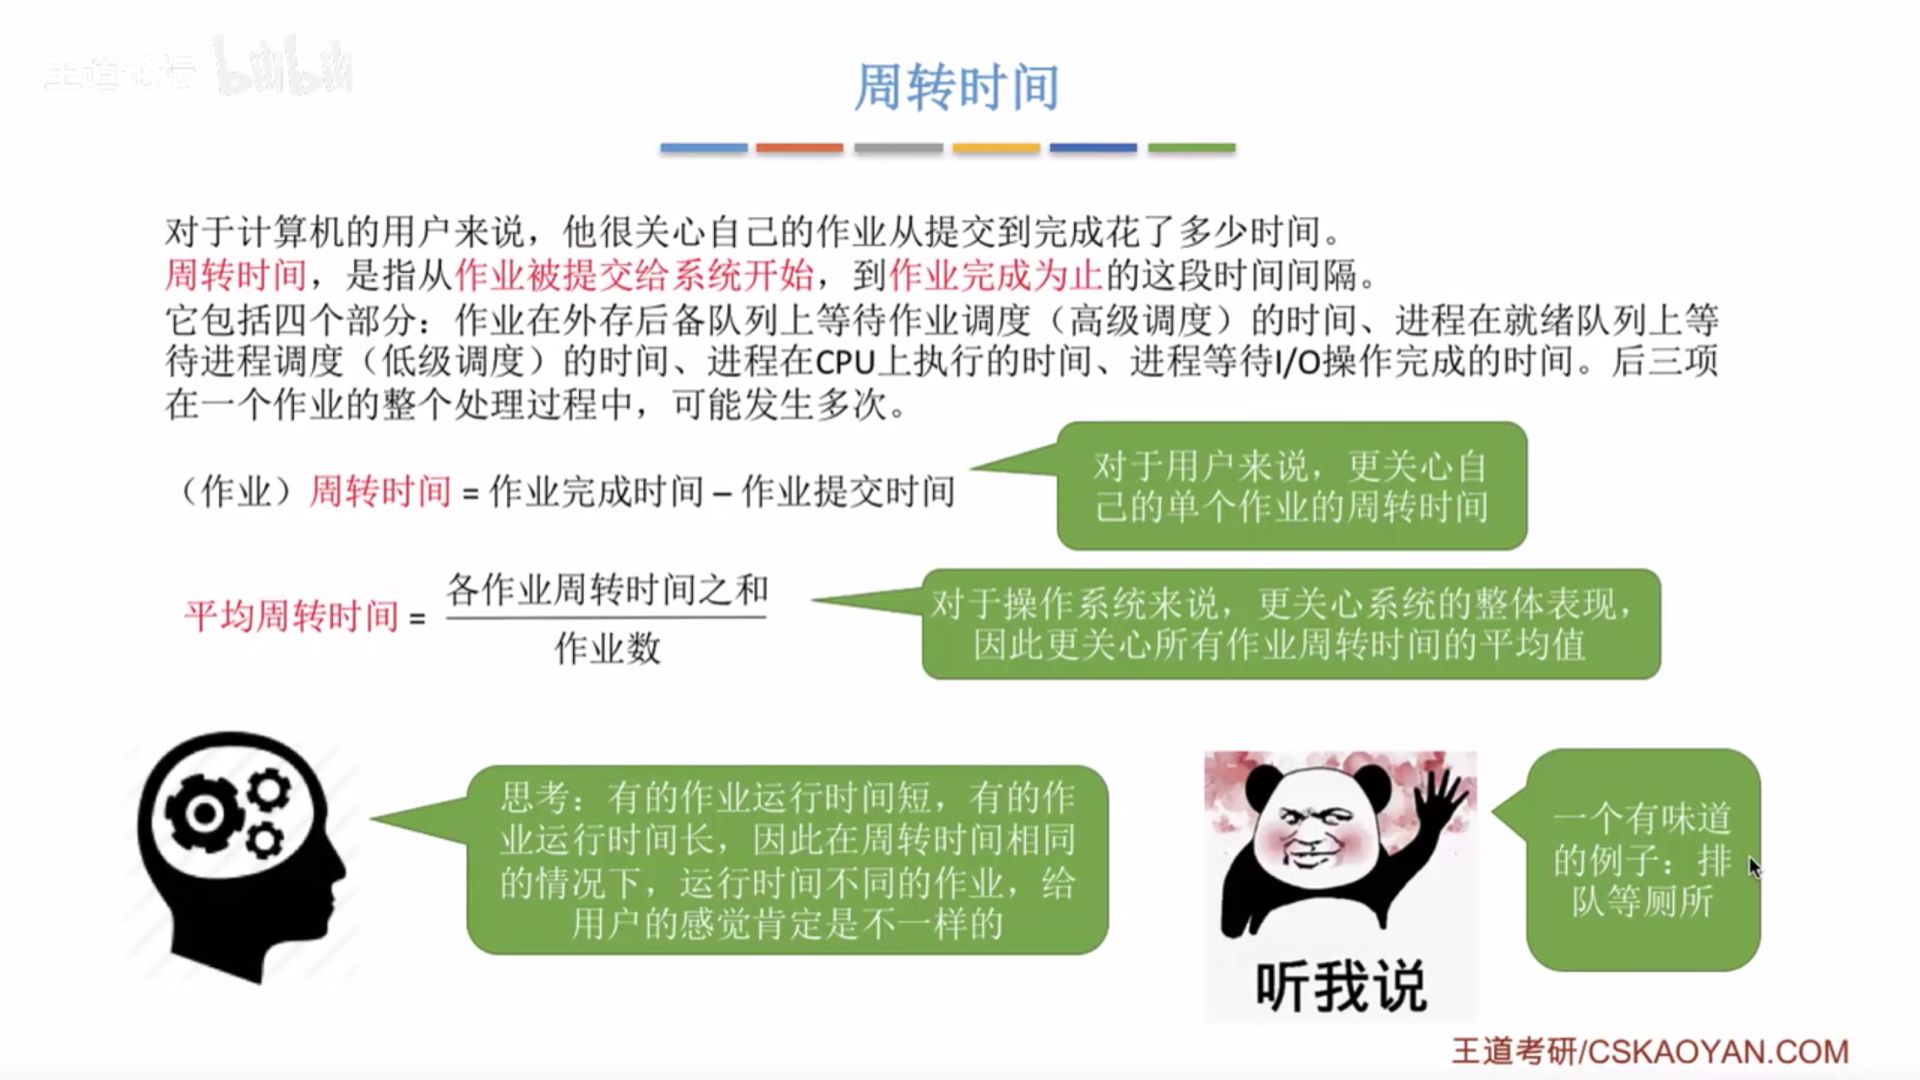 王道论坛 bilibili
周转时间
对于计算机的用户来说，他很关心自己的作业从提交到完成花了多少时间。
周转时间，是指从作业被提交给系统开始，到作业完成为止的这段时间间隔。
它包括四个部分：作业在外存后备队列上等待作业调度（高级调度）的时间、进程在就绪队列上等
待进程调度（低级调度）的时间、进程在CPU上执行的时间、进程等待I/O操作完成的时间。后三项
在一个作业的整个处理过程中，可能发生多次。
（作业）周转时间 = 作业完成时间 – 作业提交时间
对于用户来说，更关心自
己的单个作业的周转时间
平均周转时间 =
各作业周转时间之和
作业数
对于操作系统来说，更关心系统的整体表现，
因此更关心所有作业周转时间的平均值
思考：有的作业运行时间短，有的作
业运行时间长，因此在周转时间相同
的情况下，运行时间不同的作业，给
用户的感觉肯定是不一样的
听我说
一个有味道
的例子：排
队等厕所
王道考研/CSKAOYAN.COM